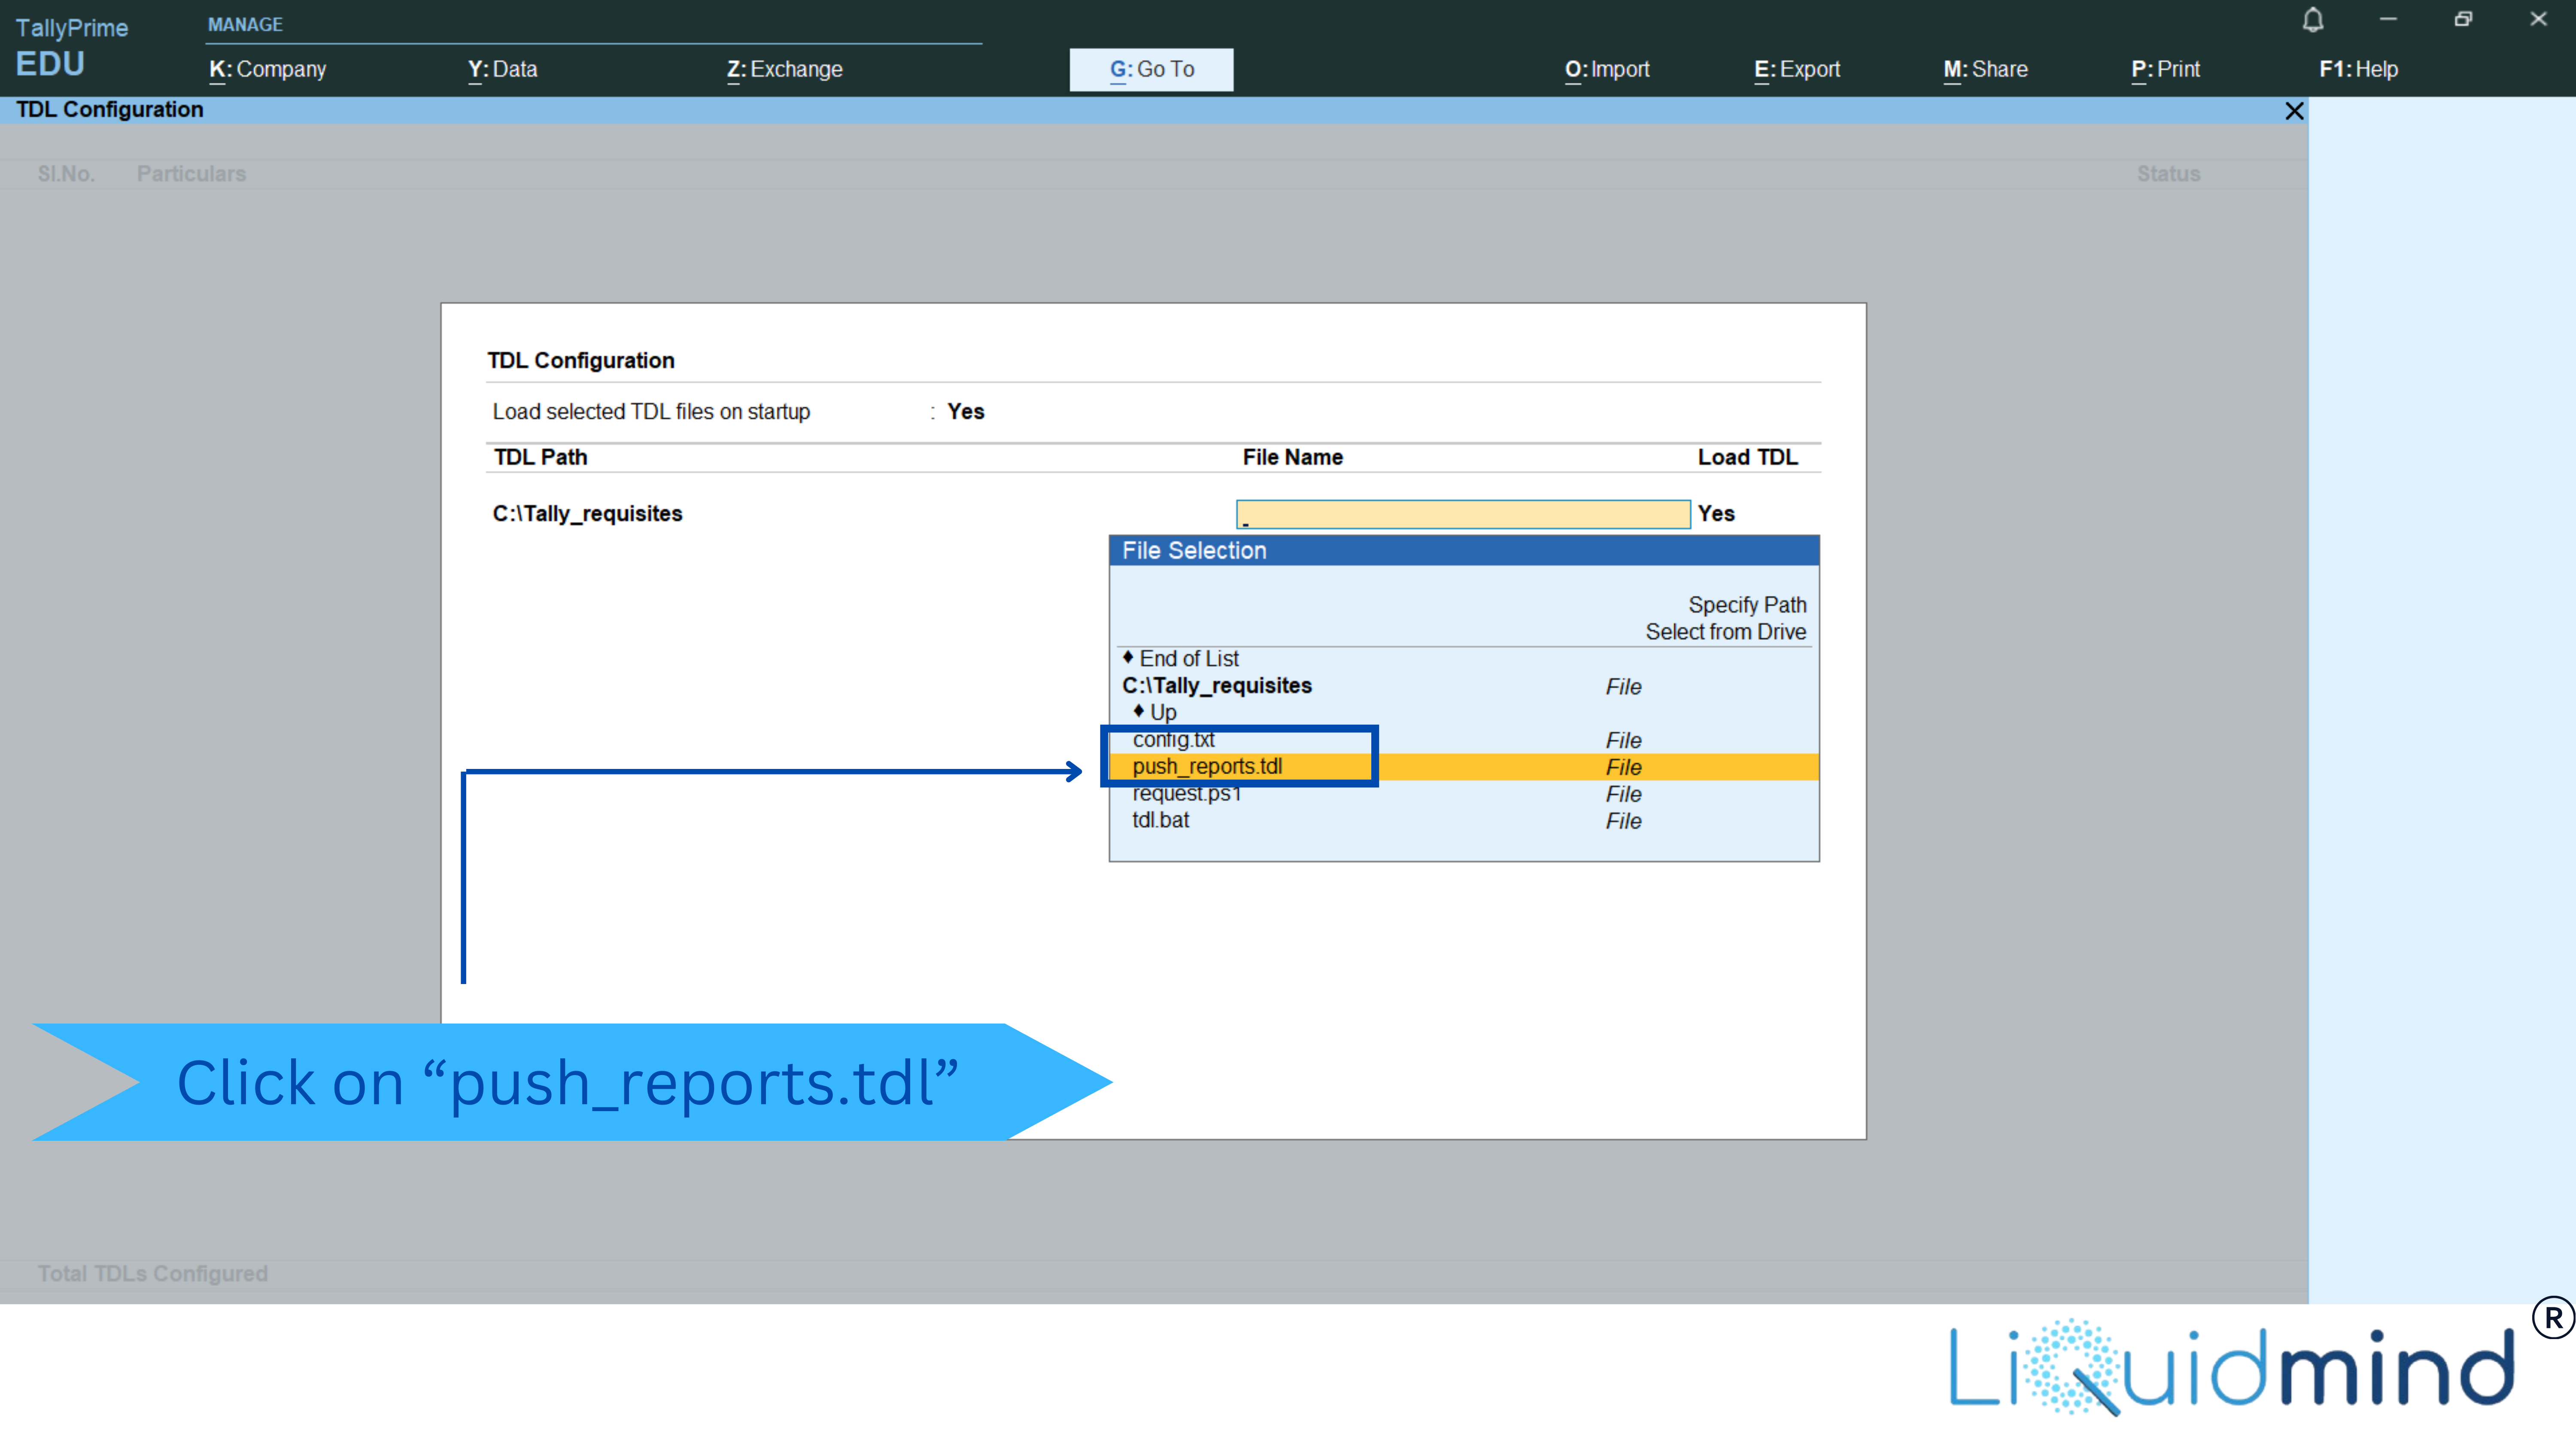 TallyPrime
EDU
MANAGE
K: Company Y: Data Z: Exchange G: Go To O: Import E: Export M: Share P: Print F1: Help
TDL Configuration
Sl.No. Particulars Status
TDL Configuration
Load selected TDL files on startup : Yes
TDL Path File Name Load TDL
C:\Tally_requisites Yes
File Selection
Specify Path
Select from Drive
♦ End of List
C:\Tally_requisites File
♦ Up
config.txt File
push_reports.tdl File
request.ps1 File
tdl.bat File
Click on “push_reports.tdl”
Total TDLs Configured
LiQuidmind ®